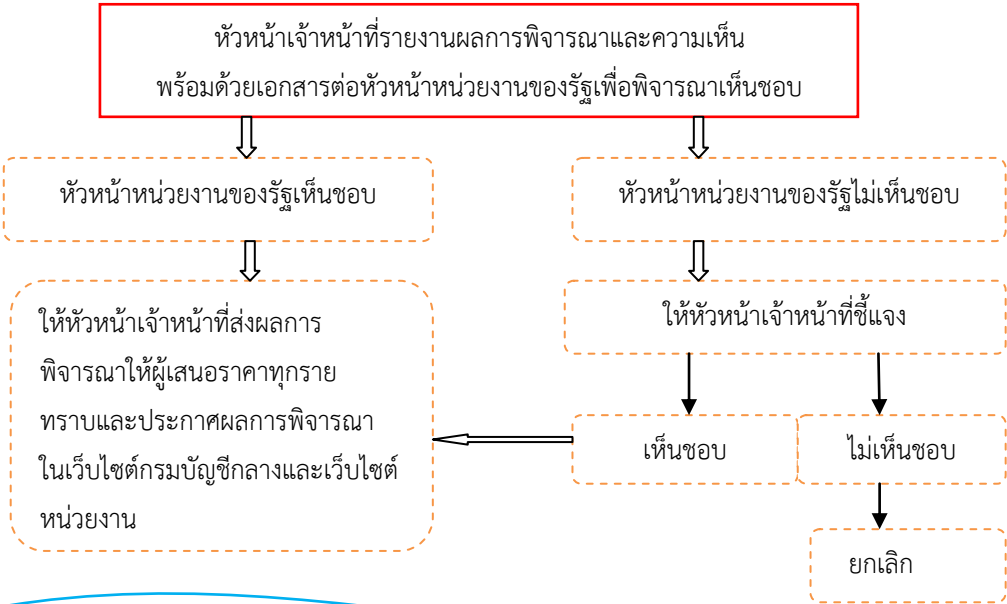 หัวหน้าเจ้าหน้าที่รายงานผลการพิจารณาและความเห็น
พร้อมด้วยเอกสารต่อหัวหน้าหน่วยงานของรัฐเพื่อพิจารณาเห็นชอบ
หัวหน้าหน่วยงานของรัฐเห็นชอบ
หัวหน้าหน่วยงานของรัฐไม่เห็นชอบ
ให้หัวหน้าเจ้าหน้าที่ส่งผลการ
พิจารณาให้ผู้เสนอราคาทุกราย
ทราบและประกาศผลการพิจารณา
ในเว็บไซต์กรมบัญชีกลางและเว็บไซต์
หน่วยงาน
ให้หัวหน้าเจ้าหน้าที่ชี้แจง
เห็นชอบ
ไม่เห็นชอบ
ยกเลิก